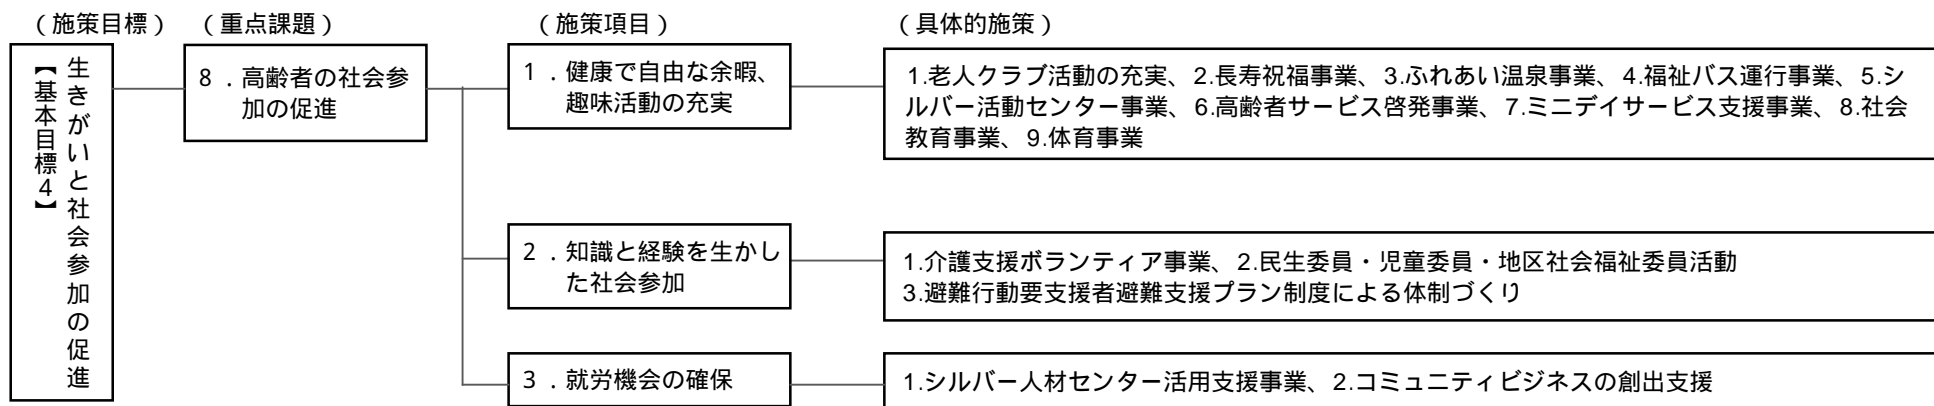 （施策目標）（重点課題）（施策項目）（具体的施策）
【基本目標４】
生きがいと社会参加の促進
８．高齢者の社会参
加の促進
１．健康で自由な余暇、
趣味活動の充実
1.老人クラブ活動の充実、2.長寿祝福事業、3.ふれあい温泉事業、4.福祉バス運行事業、5.シ
ルバー活動センター事業、6.高齢者サービス啓発事業、7.ミニデイサービス支援事業、8.社会
教育事業、9.体育事業
２．知識と経験を生かし
た社会参加
1.介護支援ボランティア事業、2.民生委員・児童委員・地区社会福祉委員活動
3.避難行動要支援者避難支援プラン制度による体制づくり
３．就労機会の確保
1.シルバー人材センター活用支援事業、2.コミュニティビジネスの創出支援